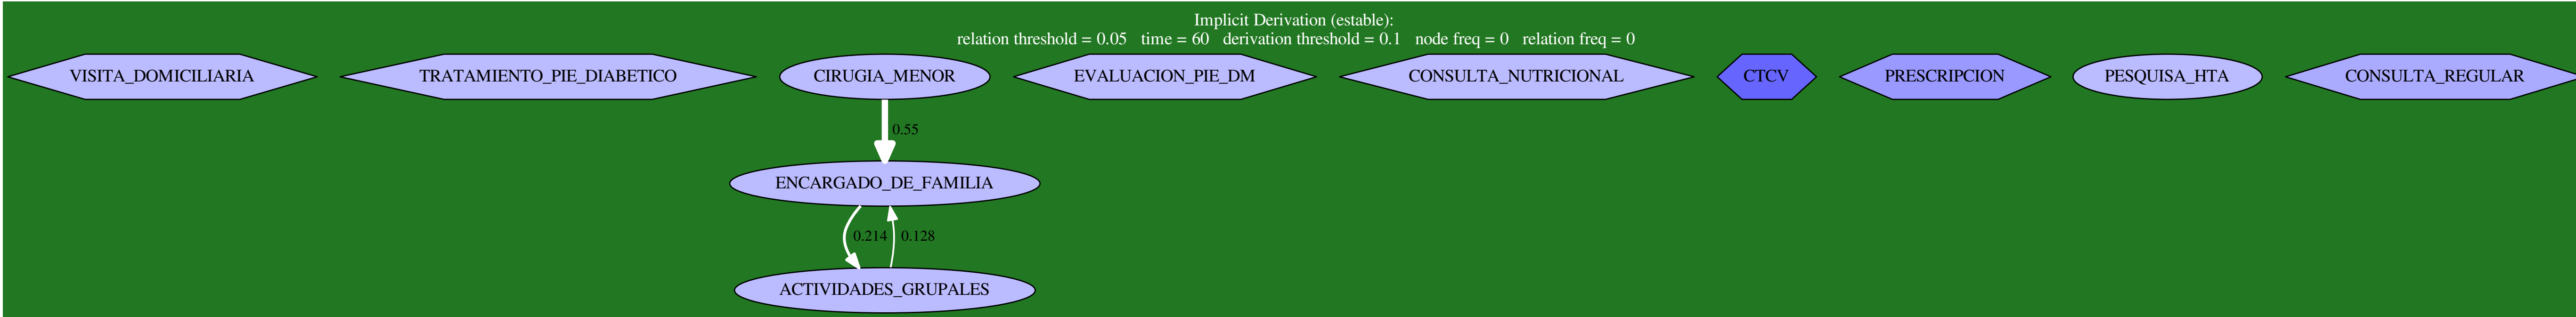 Implicit Derivation (estable):
relation threshold = 0.05   time = 60   derivation threshold = 0.1   node freq = 0   relation freq = 0
VISITA_DOMICILIARIA
TRATAMIENTO_PIE_DIABETICO
CIRUGIA_MENOR
EVALUACION_PIE_DM
CONSULTA_NUTRICIONAL
CTCV
PRESCRIPCION
PESQUISA_HTA
CONSULTA_REGULAR
0.55
ENCARGADO_DE_FAMILIA
0.214
0.128
ACTIVIDADES_GRUPALES